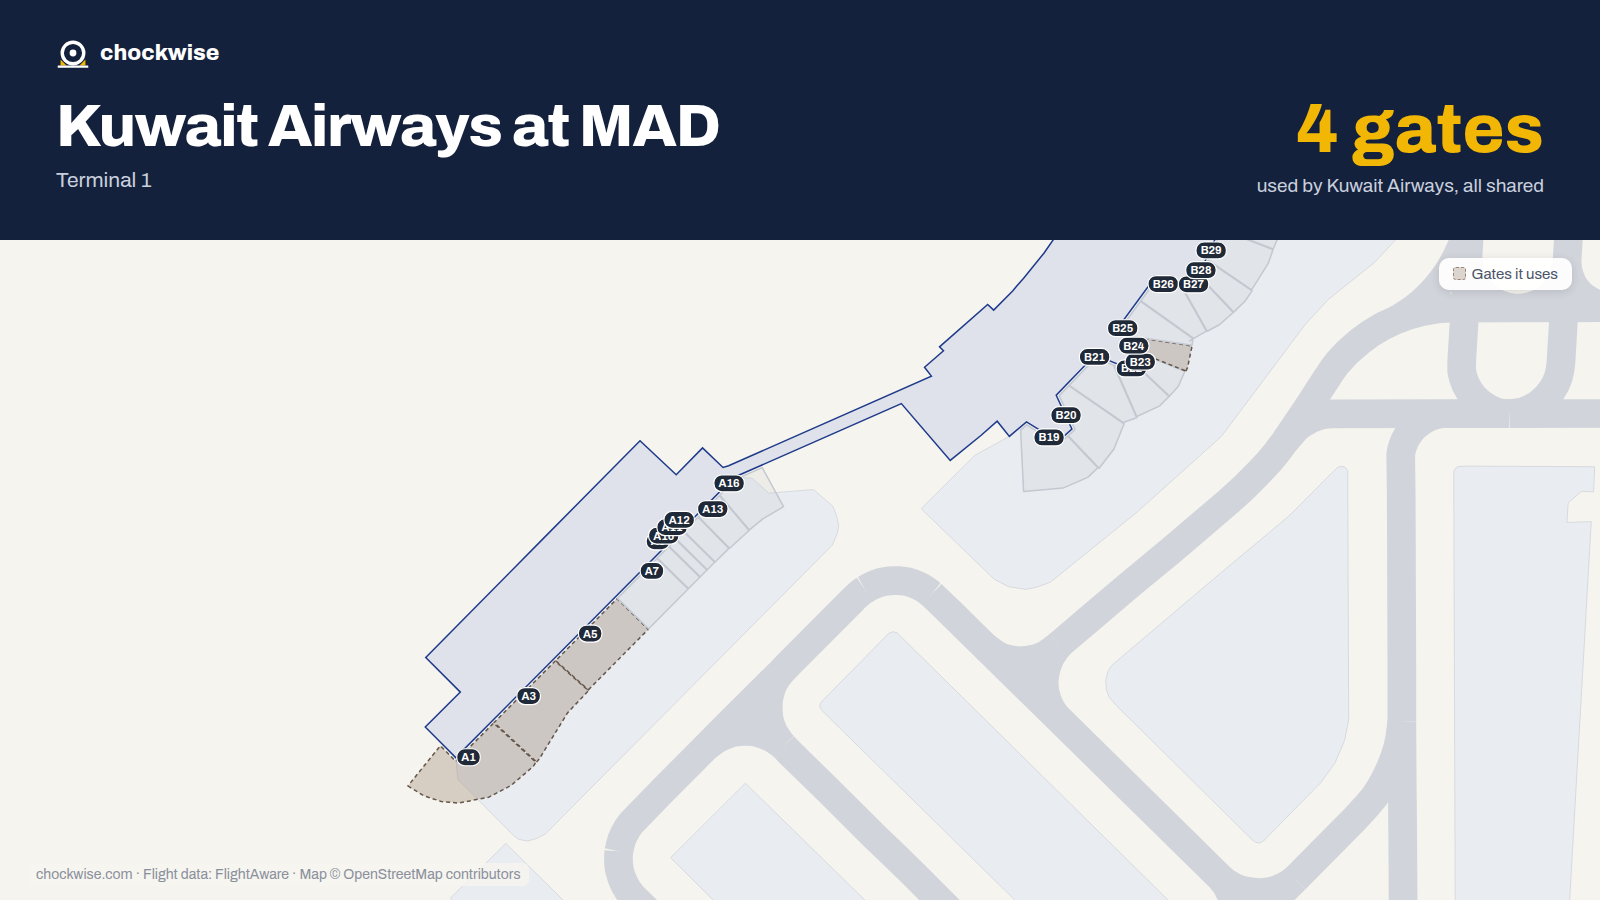 chockwise
Kuwait Airways at MAD
Terminal 1
4 gates
used by Kuwait Airways, all shared
Gates it uses
B29
B28
B26
B27
B25
B24
B21
B23
B20
B19
A16
A13
A12
A10
A7
A5
A3
A1
chockwise.com · Flight data: FlightAware · Map © OpenStreetMap contributors